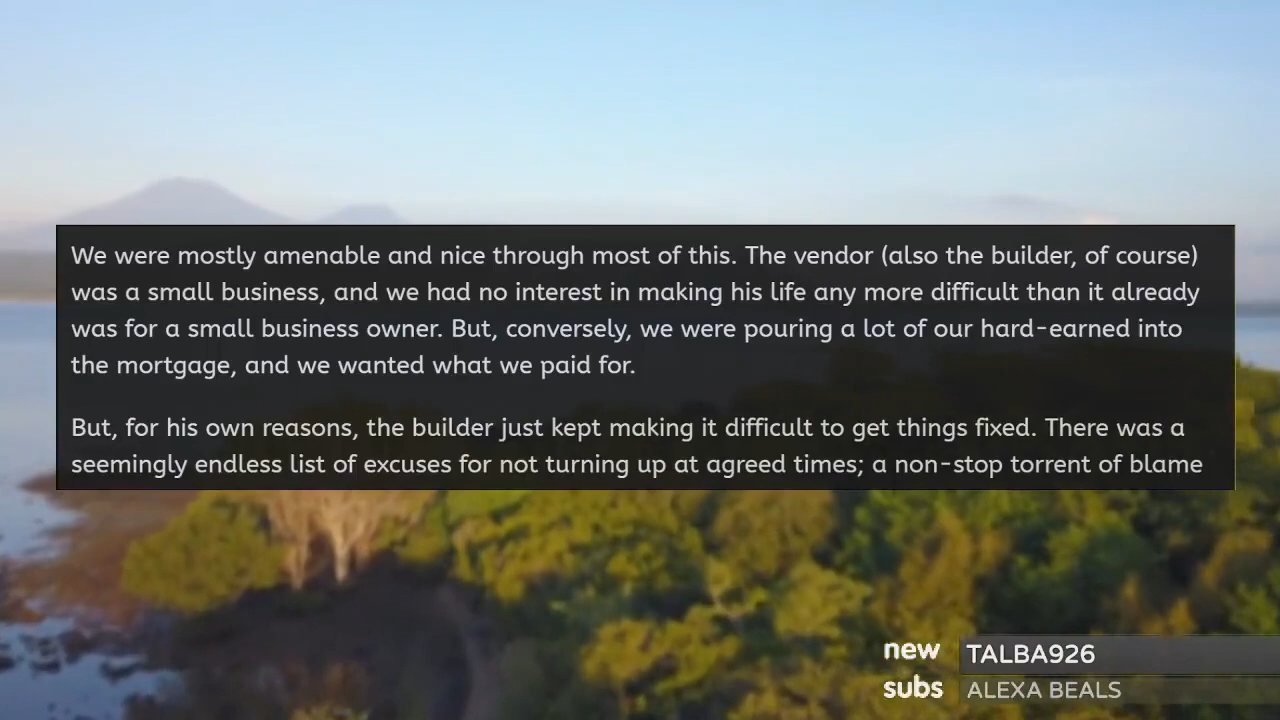 We were mostly amenable and nice through most of this. The vendor (also the builder, of course)
was a small business, and we had no interest in making his life any more difficult than it already
was for a small business owner. But, conversely, we were pouring a lot of our hard-earned into
the mortgage, and we wanted what we paid for.
But, for his own reasons, the builder just kept making it difficult to get things fixed. There was a
seemingly endless list of excuses for not turning up at agreed times; a non-stop torrent of blame
new
TALBA926
subs
ALEXA BEALS